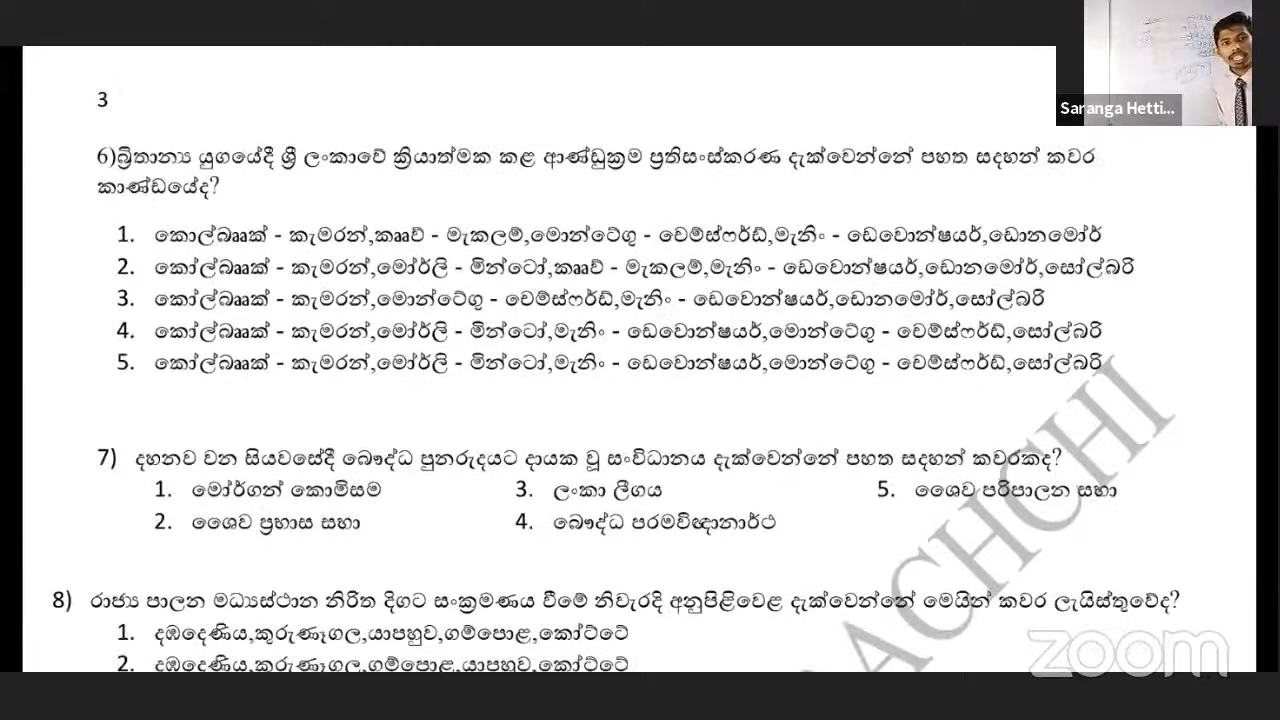 Saranga Hetti...
3
6)බ්‍රිතාන්‍ය යුගයේදී ශ්‍රී ලංකාවේ ක්‍රියාත්මක කළ ආණ්ඩුක්‍රම ප්‍රතිසංස්කරණ දැක්වෙන්නේ පහත සඳහන් කවර
කාණ්ඩයේද?
1. කොල්බෲක් - කැමරන්,කෲච් - මැකලම්,මොන්ටේගු - චෙම්ස්ෆර්ඩ්,මැනිං - ඩෙවොන්ෂයර්,ඩොනමෝර්
2. කෝල්බෲක් - කැමරන්,මෝර්ලි - මින්ටෝ,කෲච් - මැකලම්,මැනිං - ඩෙවොන්ෂයර්,ඩොනමෝර්,සෝල්බරි
3. කෝල්බෲක් - කැමරන්,මොන්ටේගු - චෙම්ස්ෆර්ඩ්,මැනිං - ඩෙවොන්ෂයර්,ඩොනමෝර්,සෝල්බරි
4. කෝල්බෲක් - කැමරන්,මෝර්ලි - මින්ටෝ,මැනිං - ඩෙවොන්ෂයර්,මොන්ටේගු - චෙම්ස්ෆර්ඩ්,සෝල්බරි
5. කෝල්බෲක් - කැමරන්,මෝර්ලි - මින්ටෝ,මැනිං - ඩෙවොන්ෂයර්,මොන්ටේගු - චෙම්ස්ෆර්ඩ්,සෝල්බරි
7) දහනව වන සියවසේදී බෞද්ධ පුනරුදයට දායක වූ සංවිධානය දැක්වෙන්නේ පහත සඳහන් කවරකද?
1. මෝර්ගන් කොමිසම 3. ලංකා ලීගය 5. ශෛව පරිපාලන සභා
2. ශෛව ප්‍රභාස සභා 4. බෞද්ධ පරමවිඥානාර්ථ
8) රාජ්‍ය පාලන මධ්‍යස්ථාන නිරිත දිගට සංක්‍රමණය වීමේ නිවැරදි අනුපිළිවෙළ දැක්වෙන්නේ මෙයින් කවර ලැයිස්තුවේද?
1. දඹදෙණිය,කුරුණෑගල,යාපහුව,ගම්පොළ,කෝට්ටේ
2. දඹදෙණිය,කුරුණෑගල,ගම්පොළ,යාපහුව,කෝට්ටේ
ACHCHI
zoom